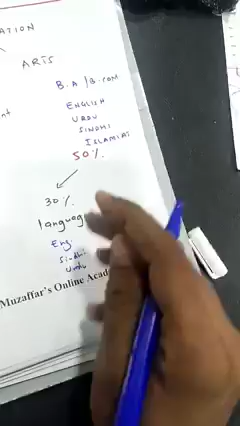 ATION
ARTS
B.A / B.COM
ENGLISH
URDU
SINDHI
ISLAMIAT
50%
30%
languag
Eng
Sindhi
Urdu
Muzaffar's Online Acad